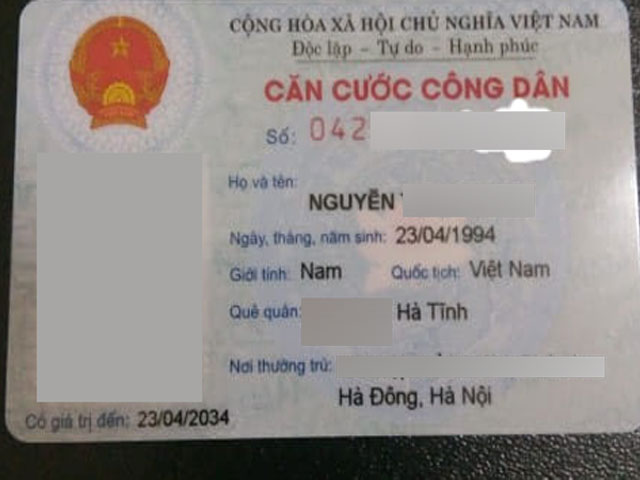 CỘNG HÒA XÃ HỘI CHỦ NGHĨA VIỆT NAM
Độc lập - Tự do - Hạnh phúc
CĂN CƯỚC CÔNG DÂN
Số: 042
Họ và tên:
NGUYỄN
Ngày, tháng, năm sinh: 23/04/1994
Giới tính: Nam Quốc tịch: Việt Nam
Quê quán: Hà Tĩnh
Nơi thường trú:
Hà Đông, Hà Nội
Có giá trị đến: 23/04/2034